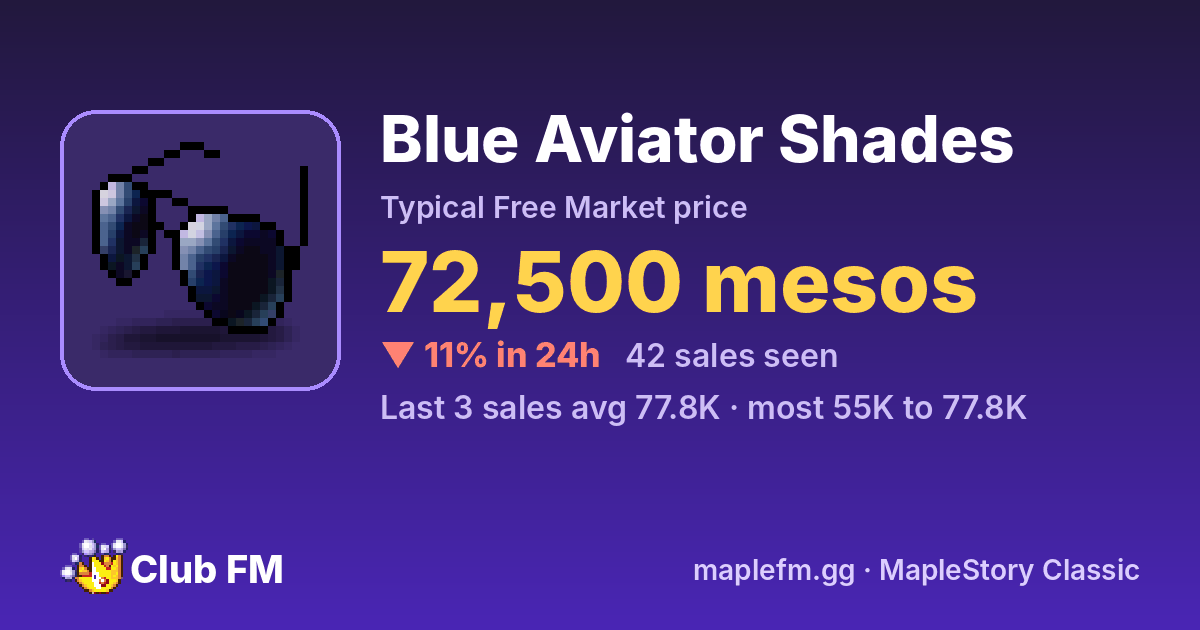 Blue Aviator Shades
Typical Free Market price
72,500 mesos
▼ 11% in 24h 42 sales seen
Last 3 sales avg 77.8K · most 55K to 77.8K
Club FM
maplefm.gg · MapleStory Classic